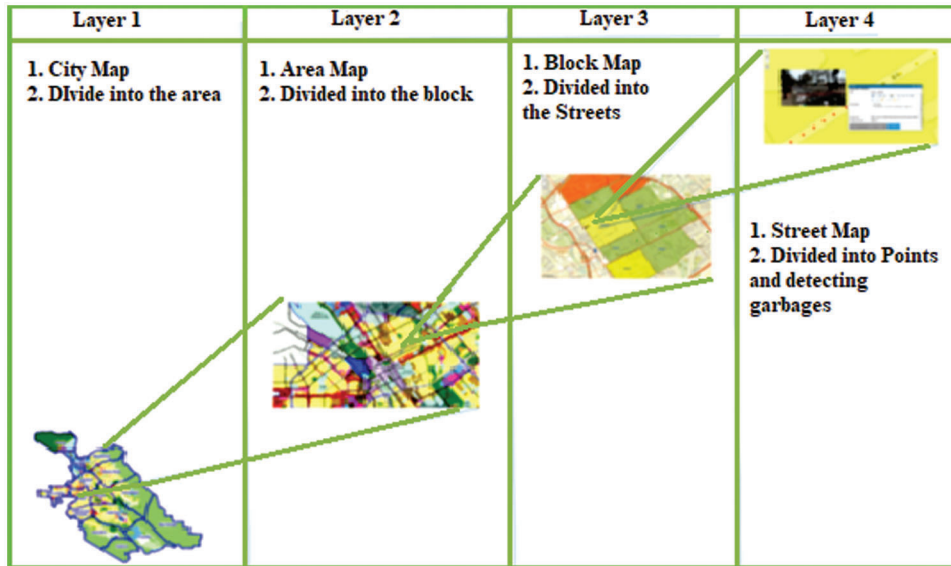 Layer 1
Layer 2
Layer 3
Layer 4
1. City Map
2. DIvide into the area
1. Area Map
2. Divided into the block
1. Block Map
2. Divided into
the Streets
1. Street Map
2. Divided into Points
and detecting
garbages